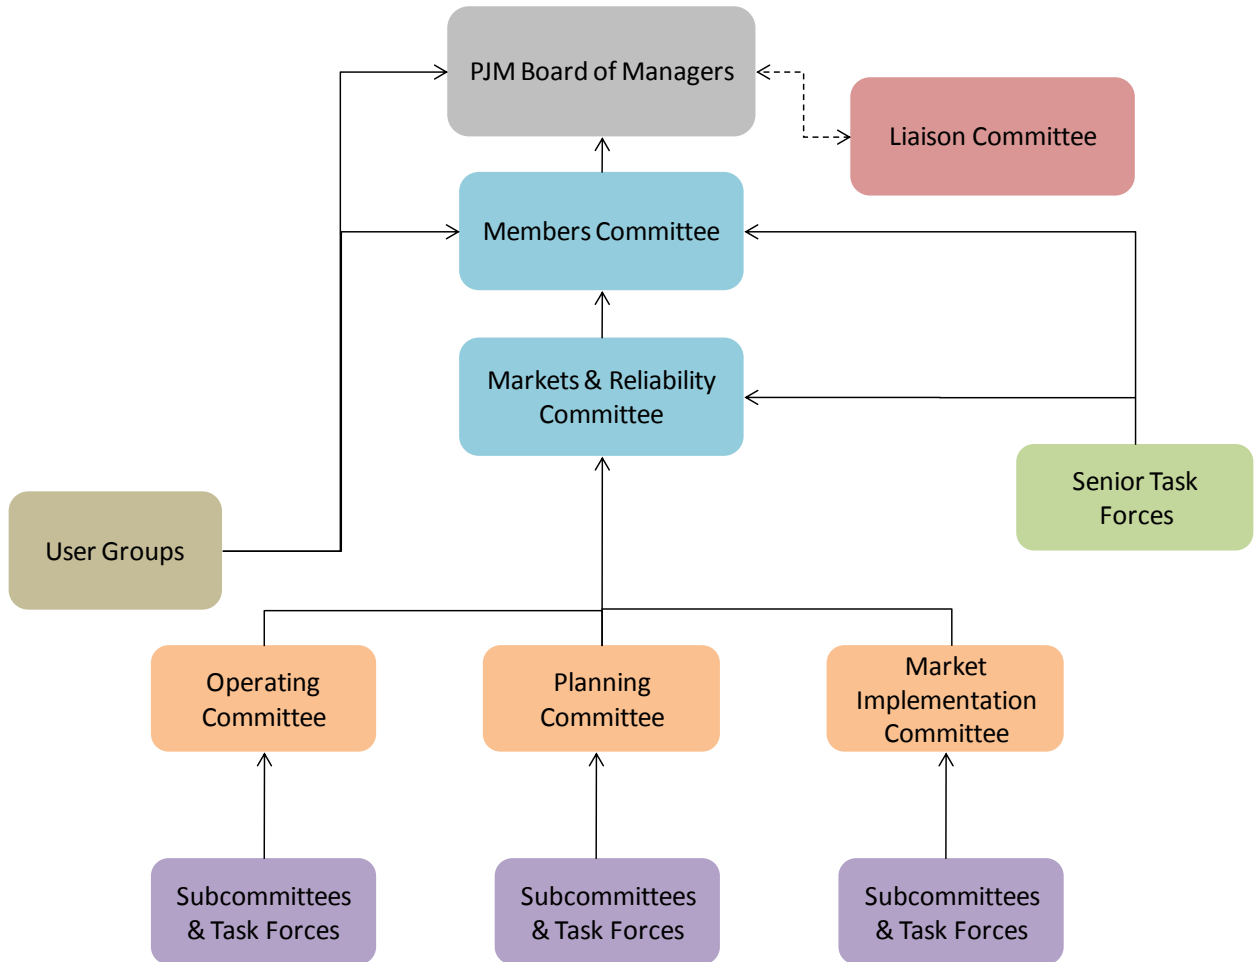 PJM Board of Managers
Liaison Committee
Members Committee
Markets & Reliability
Committee
Senior Task
Forces
User Groups
Operating
Committee
Planning
Committee
Market
Implementation
Committee
Subcommittees
& Task Forces
Subcommittees
& Task Forces
Subcommittees
& Task Forces